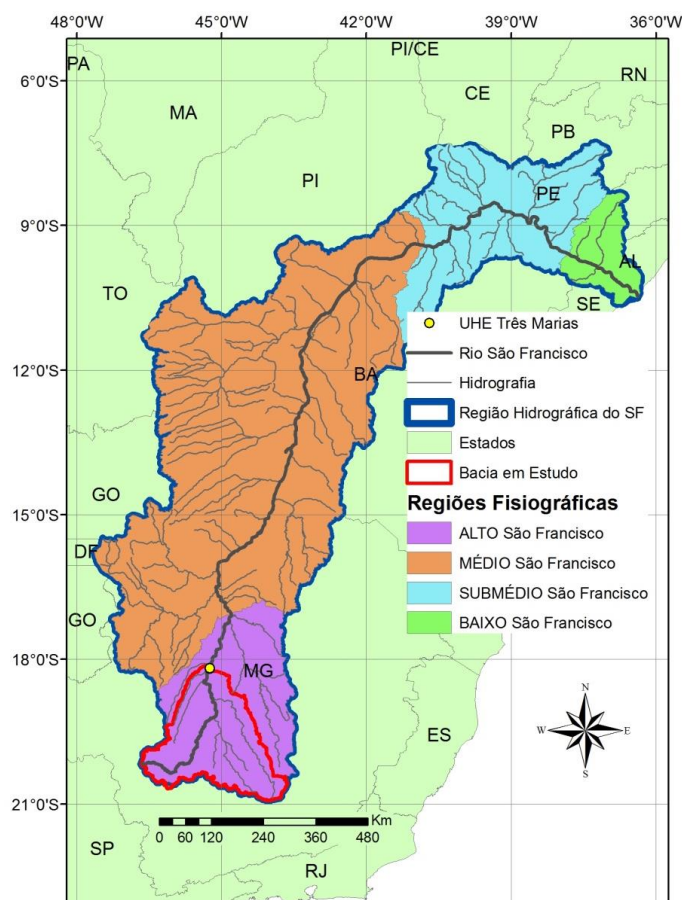 48°0'W 45°0'W 42°0'W 39°0'W 36°0'W
PI/CE
PA
6°0'S
RN
CE
MA
PB
PI
PE
9°0'S
AL
TO
SE
UHE Três Marias
Rio São Francisco
12°0'S
BA
Hidrografia
Região Hidrográfica do SF
Estados
Bacia em Estudo
GO
15°0'S
Regiões Fisiográficas
ALTO São Francisco
DF
MÉDIO São Francisco
SUBMÉDIO São Francisco
GO
BAIXO São Francisco
18°0'S
MG
N
ES
W E
S
21°0'S
Km
0 60 120 240 360 480
SP
RJ